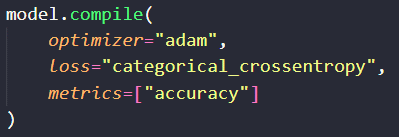 model.compile(
    optimizer="adam",
    loss="categorical_crossentropy",
    metrics=["accuracy"]
)